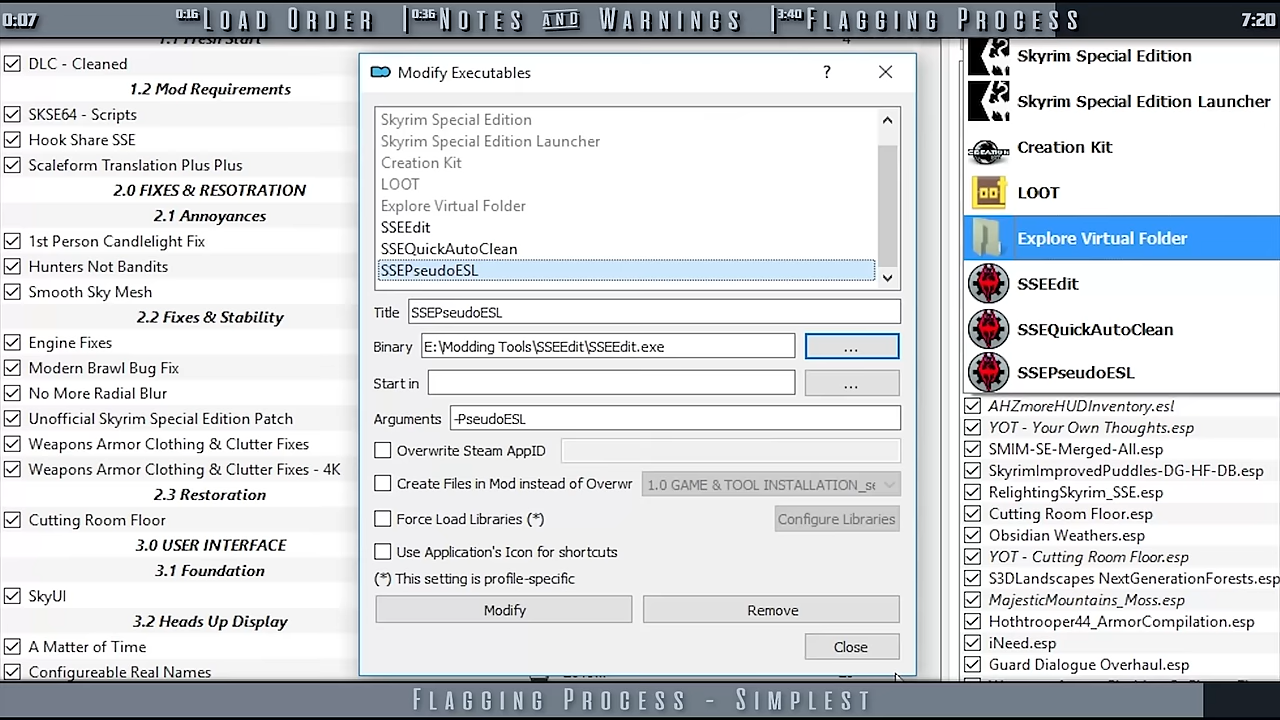 0:07 0:16 Load Order 0:36 Notes and Warnings 3:40 Flagging Process 7:20
1.1 Fresh Start 4
DLC - Cleaned
1.2 Mod Requirements
SKSE64 - Scripts
Hook Share SSE
Scaleform Translation Plus Plus
2.0 FIXES & RESOTRATION
2.1 Annoyances
1st Person Candlelight Fix
Hunters Not Bandits
Smooth Sky Mesh
2.2 Fixes & Stability
Engine Fixes
Modern Brawl Bug Fix
No More Radial Blur
Unofficial Skyrim Special Edition Patch
Weapons Armor Clothing & Clutter Fixes
Weapons Armor Clothing & Clutter Fixes - 4K
2.3 Restoration
Cutting Room Floor
3.0 USER INTERFACE
3.1 Foundation
SkyUI
3.2 Heads Up Display
A Matter of Time
Configureable Real Names
Modify Executables ?
Skyrim Special Edition
Skyrim Special Edition Launcher
Creation Kit
LOOT
Explore Virtual Folder
SSEEdit
SSEQuickAutoClean
SSEPseudoESL
Title SSEPseudoESL
Binary E:\Modding Tools\SSEEdit\SSEEdit.exe ...
Start in ...
Arguments -PseudoESL
Overwrite Steam AppID
Create Files in Mod instead of Overwr 1.0 GAME & TOOL INSTALLATION_se
Force Load Libraries (*) Configure Libraries
Use Application's Icon for shortcuts
(*) This setting is profile-specific
Modify Remove
Close
Skyrim Special Edition
Skyrim Special Edition Launcher
Creation Kit
LOOT
Explore Virtual Folder
SSEEdit
SSEQuickAutoClean
SSEPseudoESL
AHZmoreHUDInventory.esl
YOT - Your Own Thoughts.esp
SMIM-SE-Merged-All.esp
SkyrimImprovedPuddles-DG-HF-DB.esp
RelightingSkyrim_SSE.esp
Cutting Room Floor.esp
Obsidian Weathers.esp
YOT - Cutting Room Floor.esp
S3DLandscapes NextGenerationForests.esp
MajesticMountains_Moss.esp
Hothtrooper44_ArmorCompilation.esp
iNeed.esp
Guard Dialogue Overhaul.esp
Flagging Process - Simplest